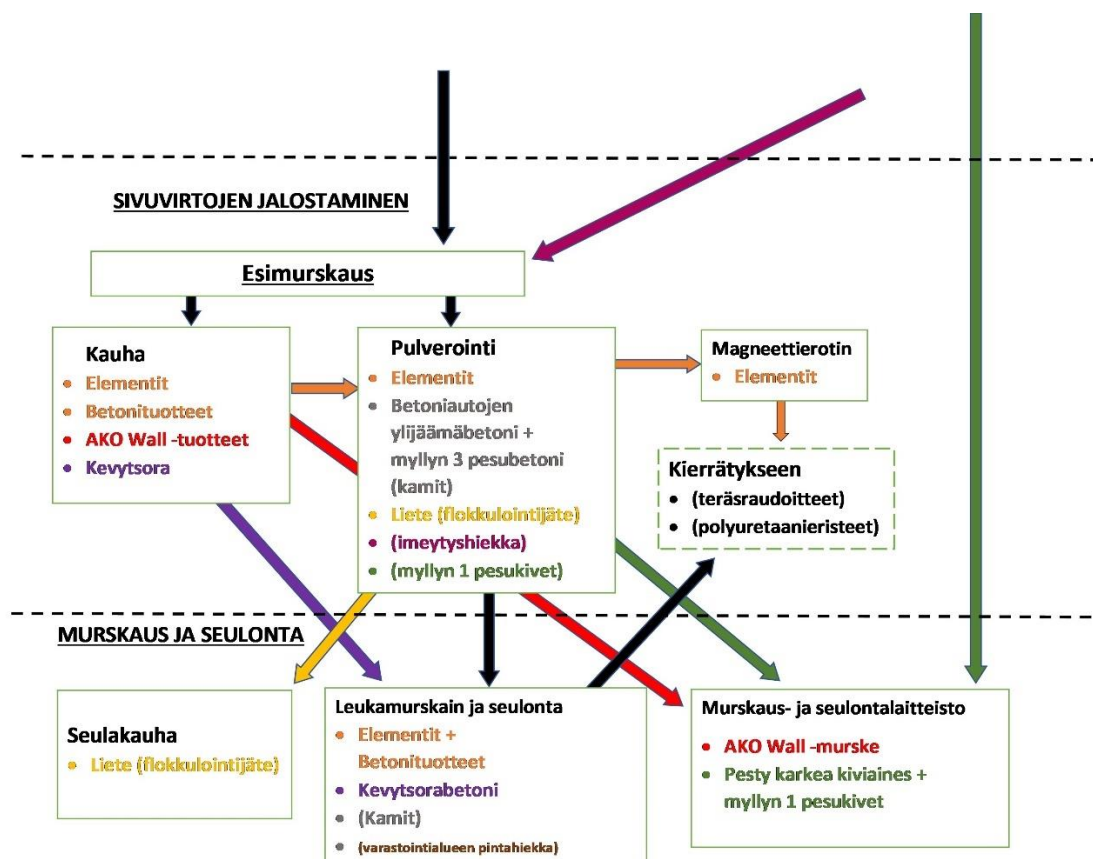 SIVUVIRTOJEN JALOSTAMINEN
Esimurskaus
Kauha
• Elementit
• Betonituotteet
• AKO Wall -tuotteet
• Kevytsora
Pulverointi
• Elementit
• Betoniautojen
ylijäämäbetoni +
myllyn 3 pesubetoni
(kamit)
• Liete (flokkulointijäte)
• (imeytyshiekka)
• (myllyn 1 pesukivet)
Magneettierotin
• Elementit
Kierrätykseen
• (teräsraudoitteet)
• (polyuretaanieristeet)
MURSKAUS JA SEULONTA
Seulakauha
• Liete (flokkulointijäte)
Leukamurskain ja seulonta
• Elementit +
Betonituotteet
• Kevytsorabetoni
• (Kamit)
• (varastointialueen pintahiekka)
Murskaus- ja seulontalaitteisto
• AKO Wall -murske
• Pesty karkea kiviaines +
myllyn 1 pesukivet